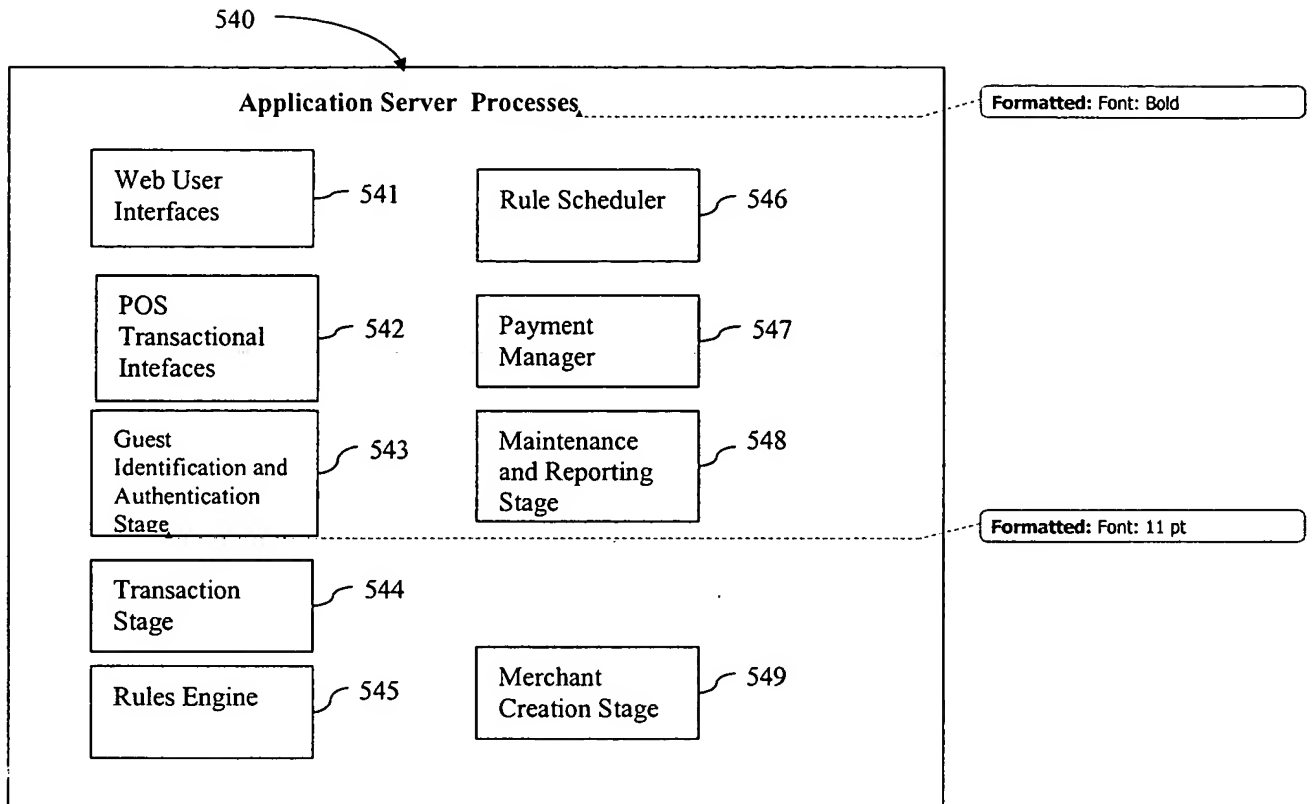 540
Application Server Processes
Formatted: Font: Bold
Web User
Interfaces
541
Rule Scheduler
546
POS
Transactional
Intefaces
542
Payment
Manager
547
Guest
Identification and
Authentication
Stage
543
Maintenance
and Reporting
Stage
548
Formatted: Font: 11 pt
Transaction
Stage
544
Rules Engine
545
Merchant
Creation Stage
549